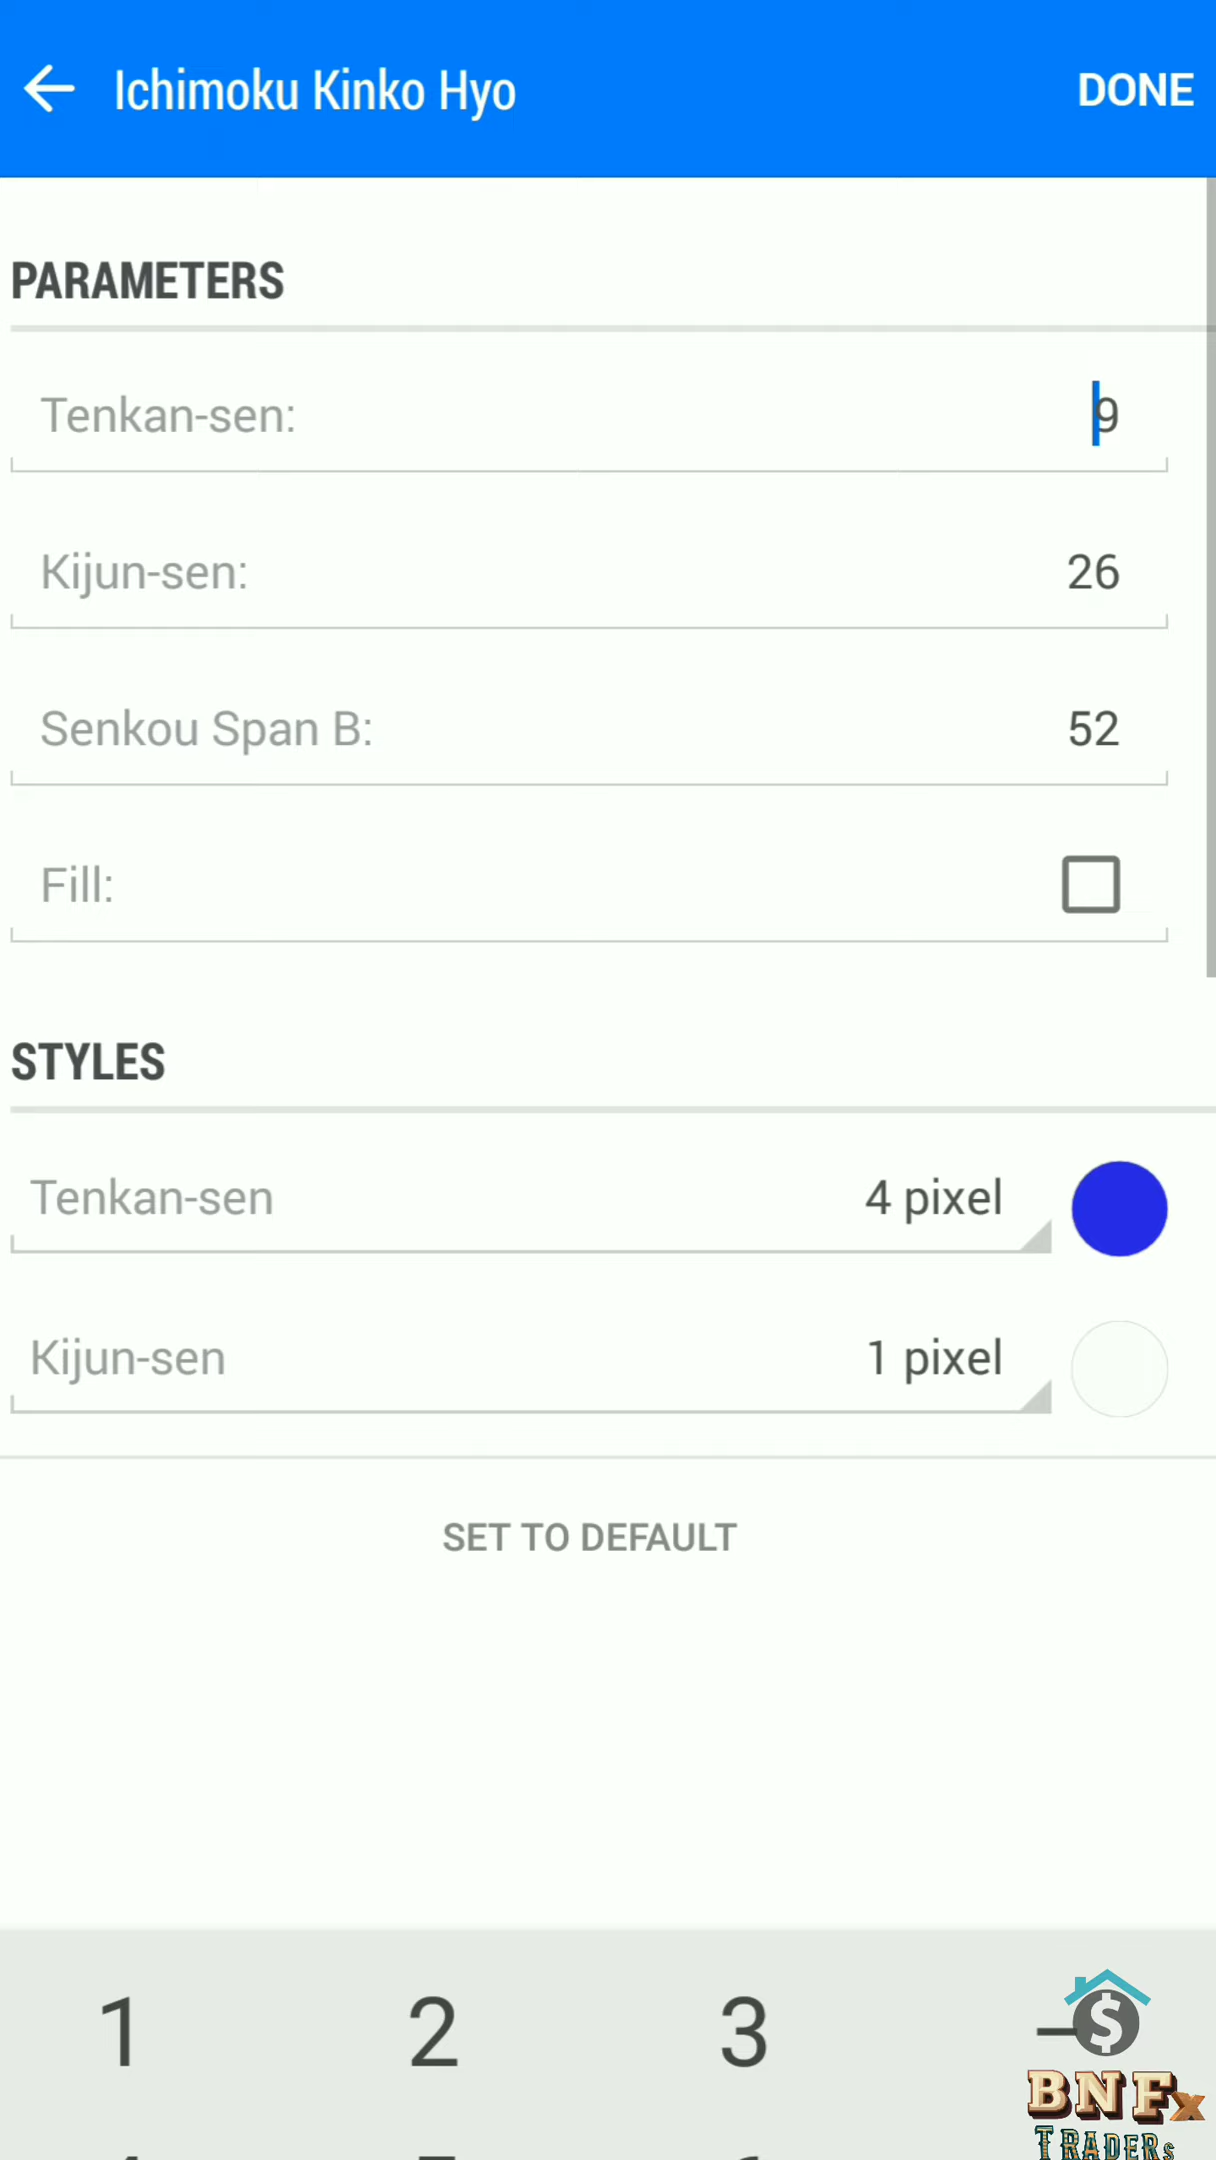 Ichimoku Kinko Hyo
DONE
PARAMETERS
Tenkan-sen: 9
Kijun-sen: 26
Senkou Span B: 52
Fill:
STYLES
Tenkan-sen 4 pixel
Kijun-sen 1 pixel
SET TO DEFAULT
1 2 3 –
$
BNFx
TRADERs